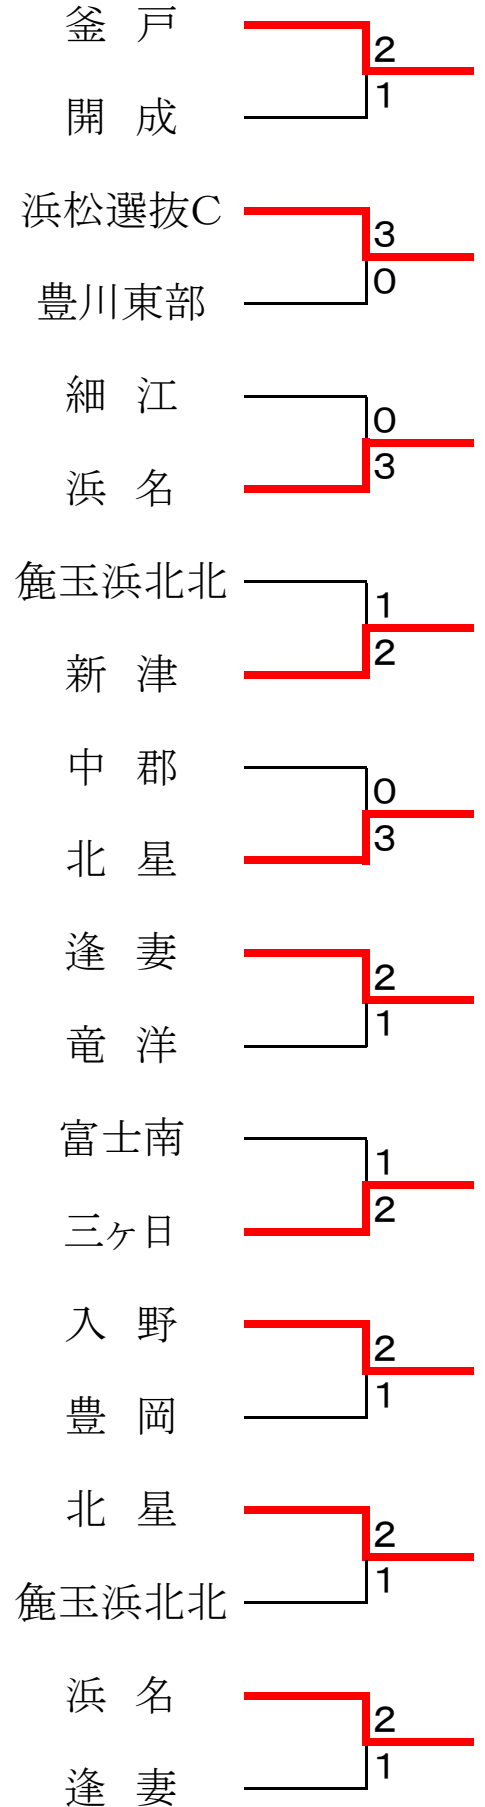 釜　戸
2
1
開　成
浜松選抜C
3
0
豊川東部
細　江
0
3
浜　名
麁玉浜北北
1
2
新　津
中　郡
0
3
北　星
逢　妻
2
1
竜　洋
富士南
1
2
三ヶ日
入　野
2
1
豊　岡
北　星
2
1
麁玉浜北北
浜　名
2
1
逢　妻